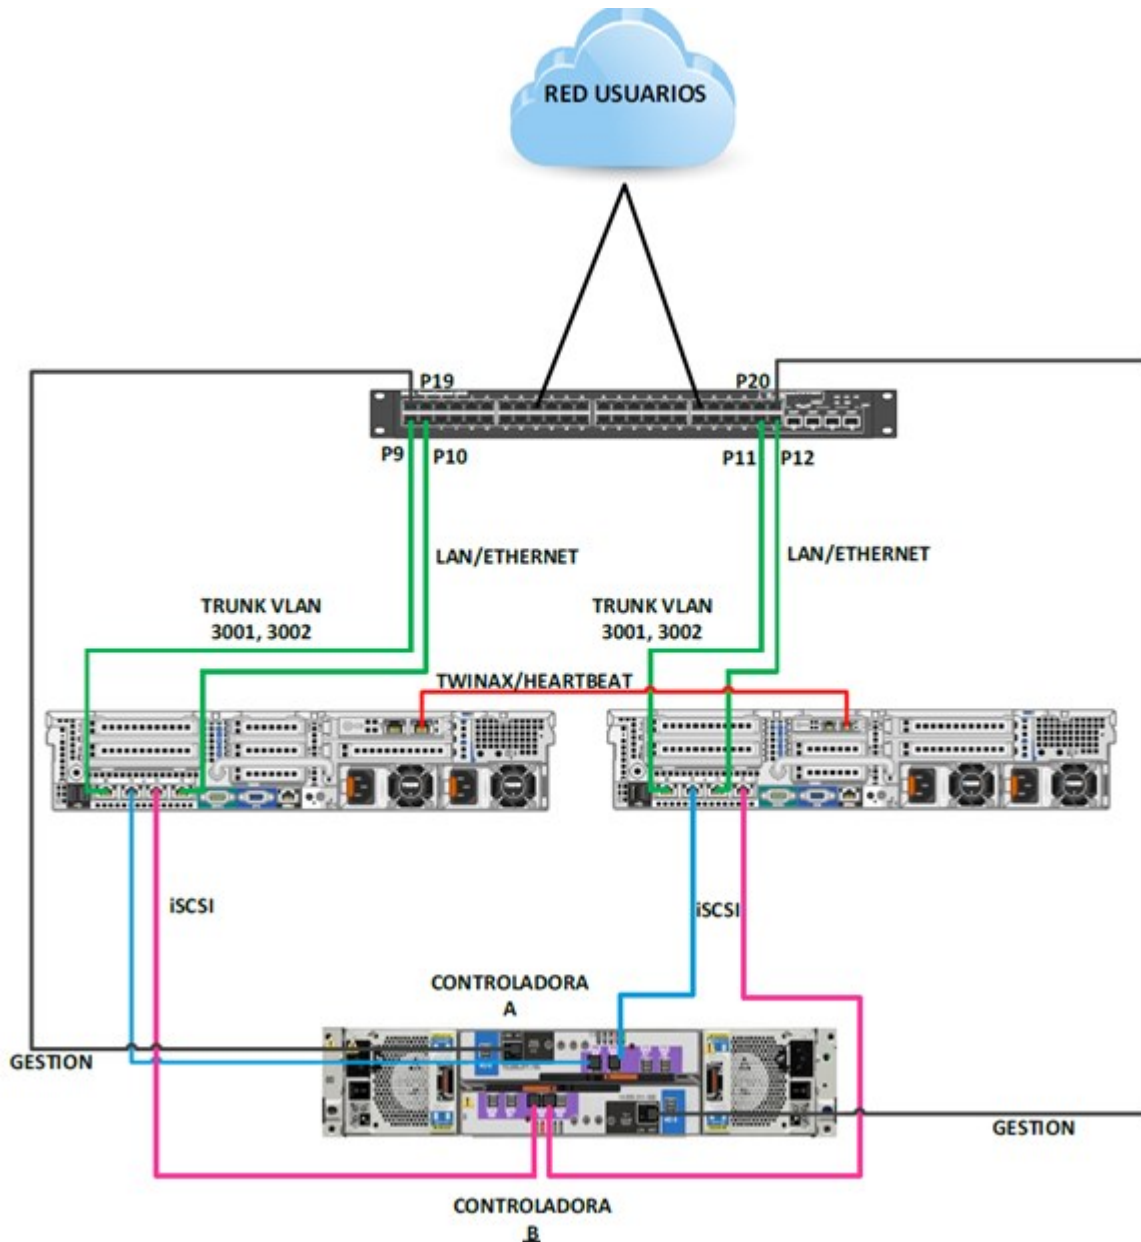 RED USUARIOS
P19
P20
P9
P10
P11
P12
LAN/ETHERNET
LAN/ETHERNET
TRUNK VLAN
3001, 3002
TRUNK VLAN
3001, 3002
TWINAX/HEARTBEAT
iSCSI
iSCSI
CONTROLADORA
A
GESTION
GESTION
CONTROLADORA
B